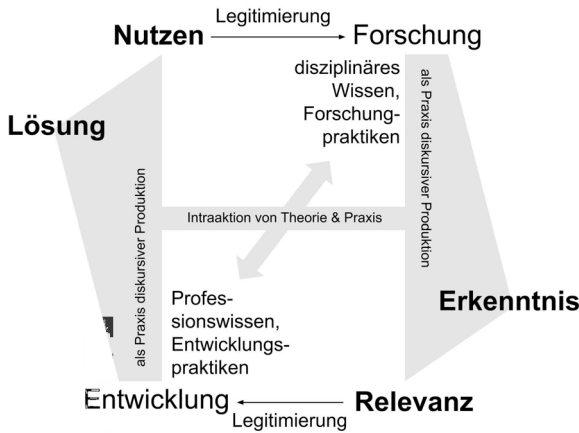 Legitimierung
Nutzen
Forschung
disziplinäres
Wissen,
Forschung-
praktiken
als Praxis diskursiver Produktion
Lösung
als Praxis diskursiver Produktion
Intraaktion von Theorie & Praxis
Profes-
sionswissen,
Entwicklungs-
praktiken
Erkenntnis
Entwicklung
Relevanz
Legitimierung